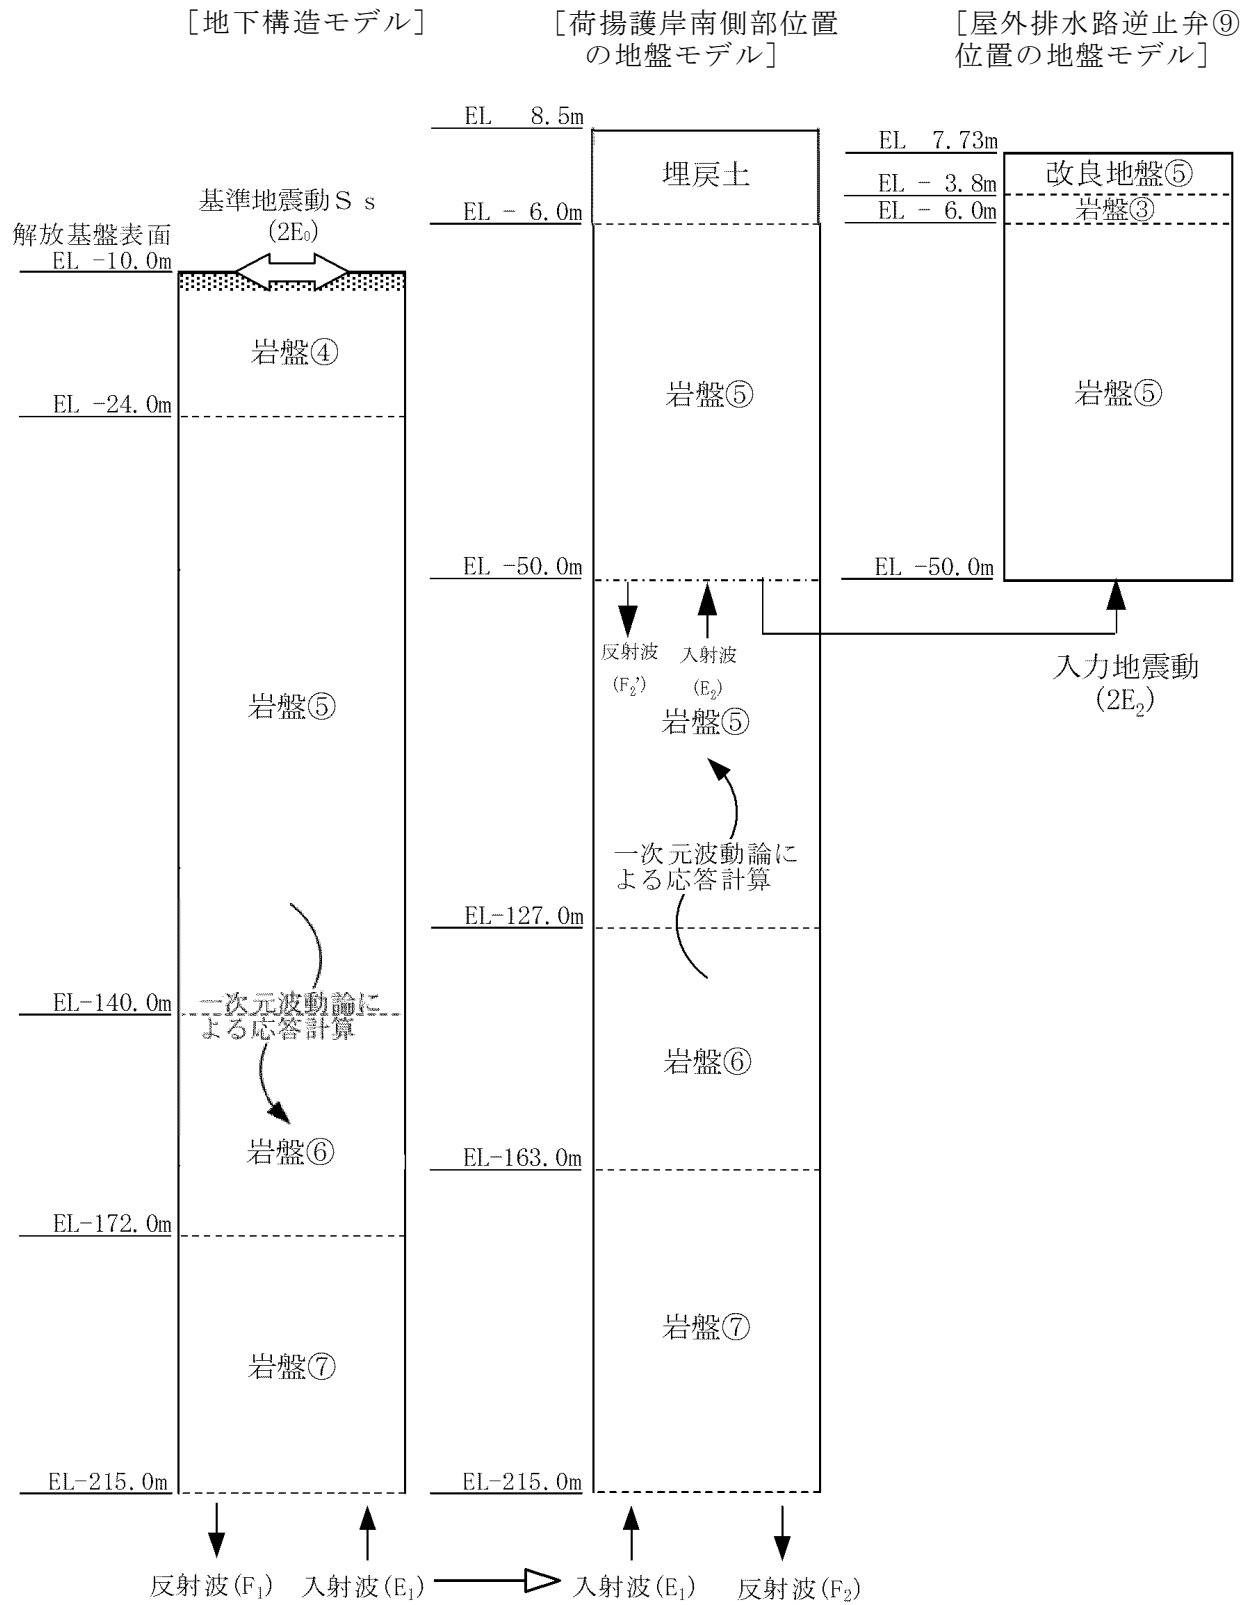 ［地下構造モデル］
［荷揚護岸南側部位置
の地盤モデル］
［屋外排水路逆止弁⑨
位置の地盤モデル］
基準地震動Ｓｓ
(2E₀)
解放基盤表面
EL -10.0m
岩盤④
EL -24.0m
岩盤⑤
EL-140.0m
一次元波動論に
よる応答計算
岩盤⑥
EL-172.0m
岩盤⑦
EL-215.0m
反射波(F₁)
入射波(E₁)
EL 8.5m
埋戻土
EL - 6.0m
岩盤⑤
EL -50.0m
反射波
(F₂')
入射波
(E₂)
岩盤⑤
一次元波動論に
よる応答計算
EL-127.0m
岩盤⑥
EL-163.0m
岩盤⑦
EL-215.0m
入射波(E₁)
反射波(F₂)
EL 7.73m
改良地盤⑤
EL - 3.8m
岩盤③
EL - 6.0m
岩盤⑤
EL -50.0m
入力地震動
(2E₂)